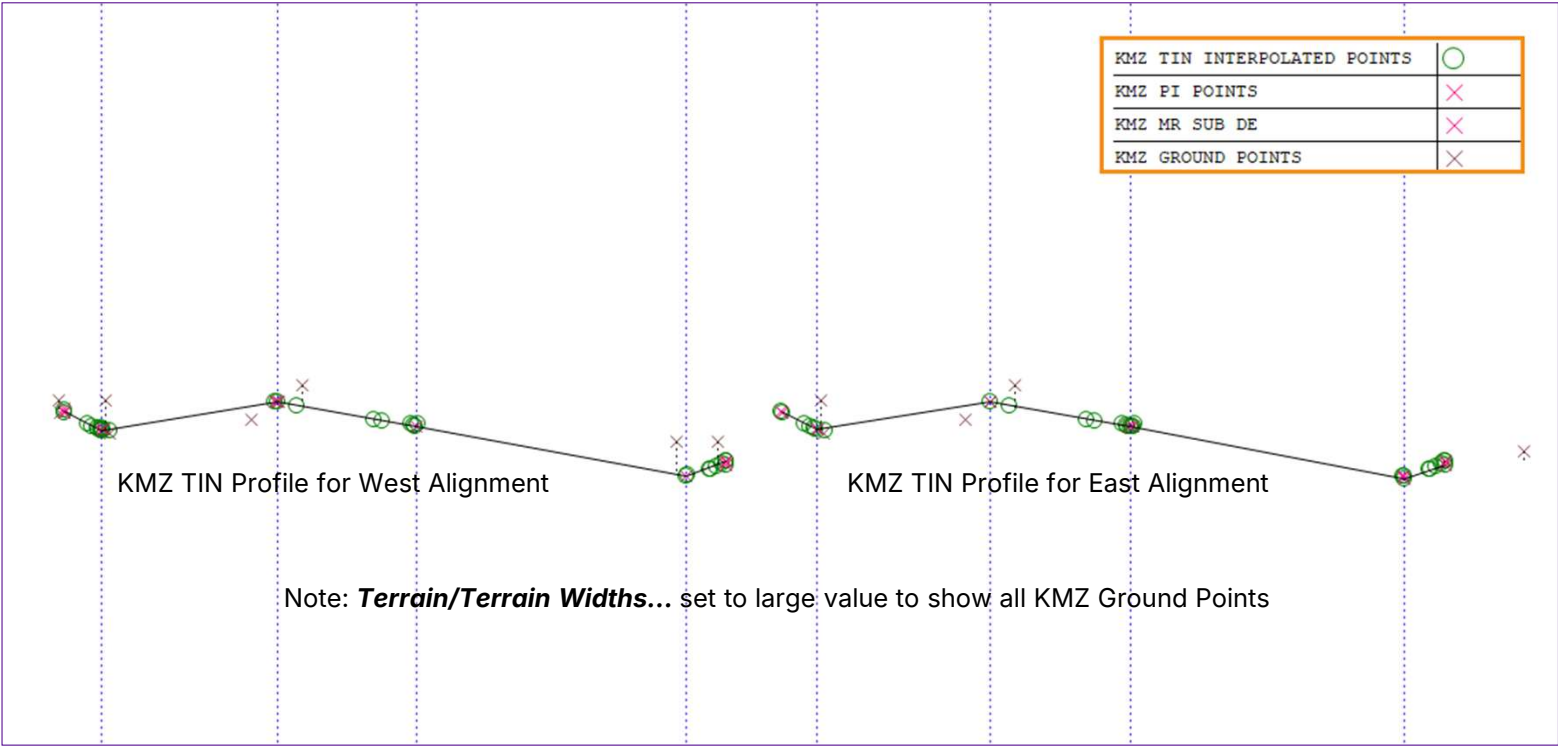 KMZ TIN INTERPOLATED POINTS
KMZ PI POINTS
KMZ MR SUB DE
KMZ GROUND POINTS
KMZ TIN Profile for West Alignment
KMZ TIN Profile for East Alignment
Note: Terrain/Terrain Widths... set to large value to show all KMZ Ground Points